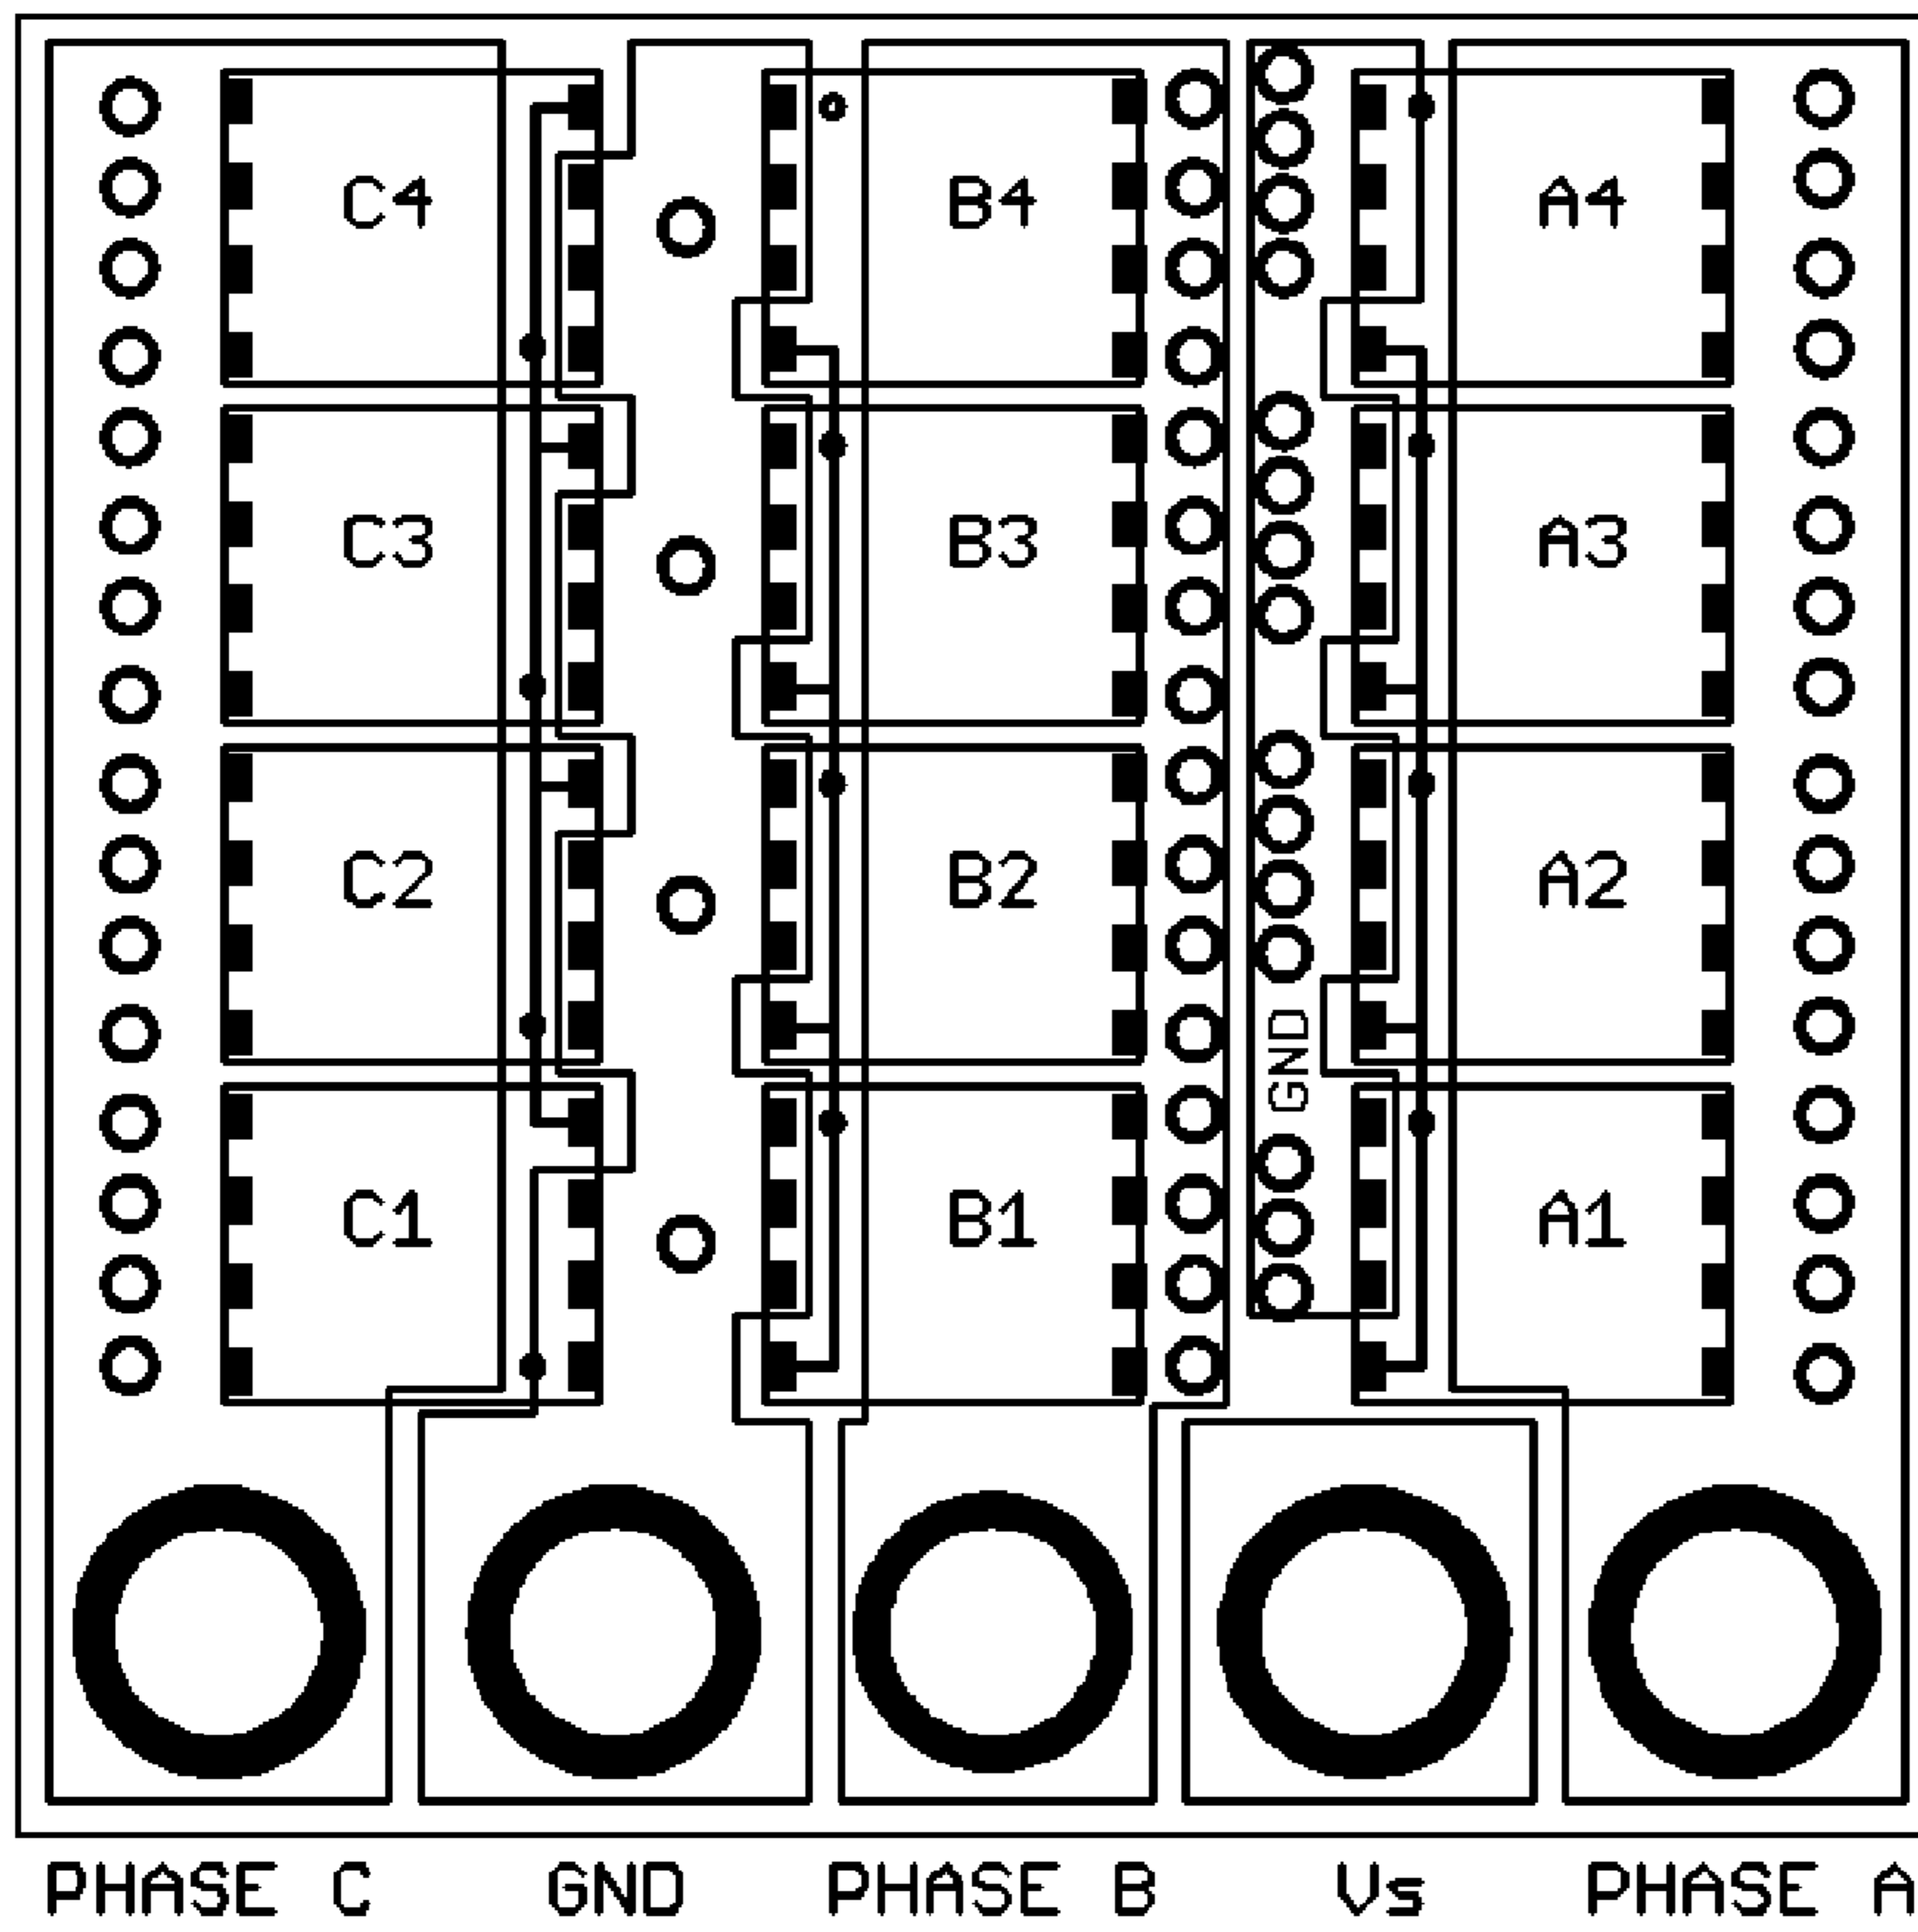 C4 B4 A4
C3 B3 A3
C2 B2 A2
GND
C1 B1 A1
PHASE C GND PHASE B Vs PHASE A